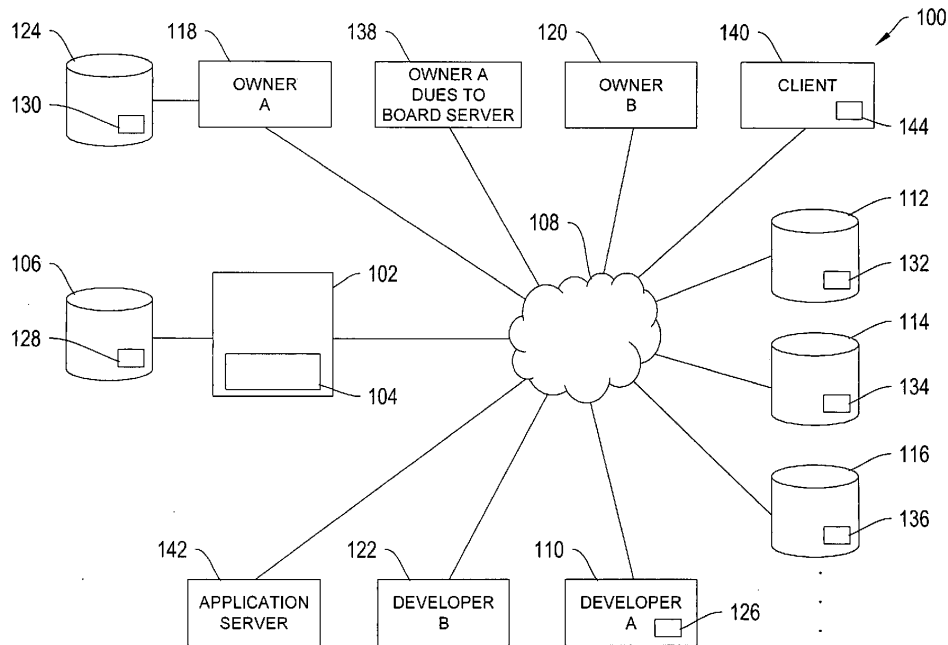 124
118
138
120
140
100
OWNER
A
OWNER A
DUES TO
BOARD SERVER
OWNER
B
CLIENT
130
144
108
112
106
102
132
128
104
114
134
116
136
142
122
110
APPLICATION
SERVER
DEVELOPER
B
DEVELOPER
A
126